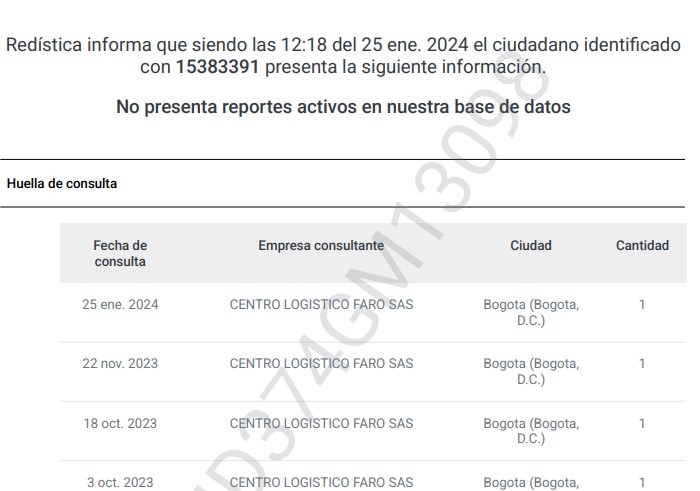 Redística informa que siendo las 12:18 del 25 ene. 2024 el ciudadano identificado
con 15383391 presenta la siguiente información.
No presenta reportes activos en nuestra base de datos
Huella de consulta
Fecha de
consulta
Empresa consultante
Ciudad
Cantidad
25 ene. 2024
CENTRO LOGISTICO FARO SAS
Bogota (Bogota,
D.C.)
1
22 nov. 2023
CENTRO LOGISTICO FARO SAS
Bogota (Bogota,
D.C.)
1
18 oct. 2023
CENTRO LOGISTICO FARO SAS
Bogota (Bogota,
D.C.)
1
3 oct. 2023
CENTRO LOGISTICO FARO SAS
Bogota (Bogota,
1